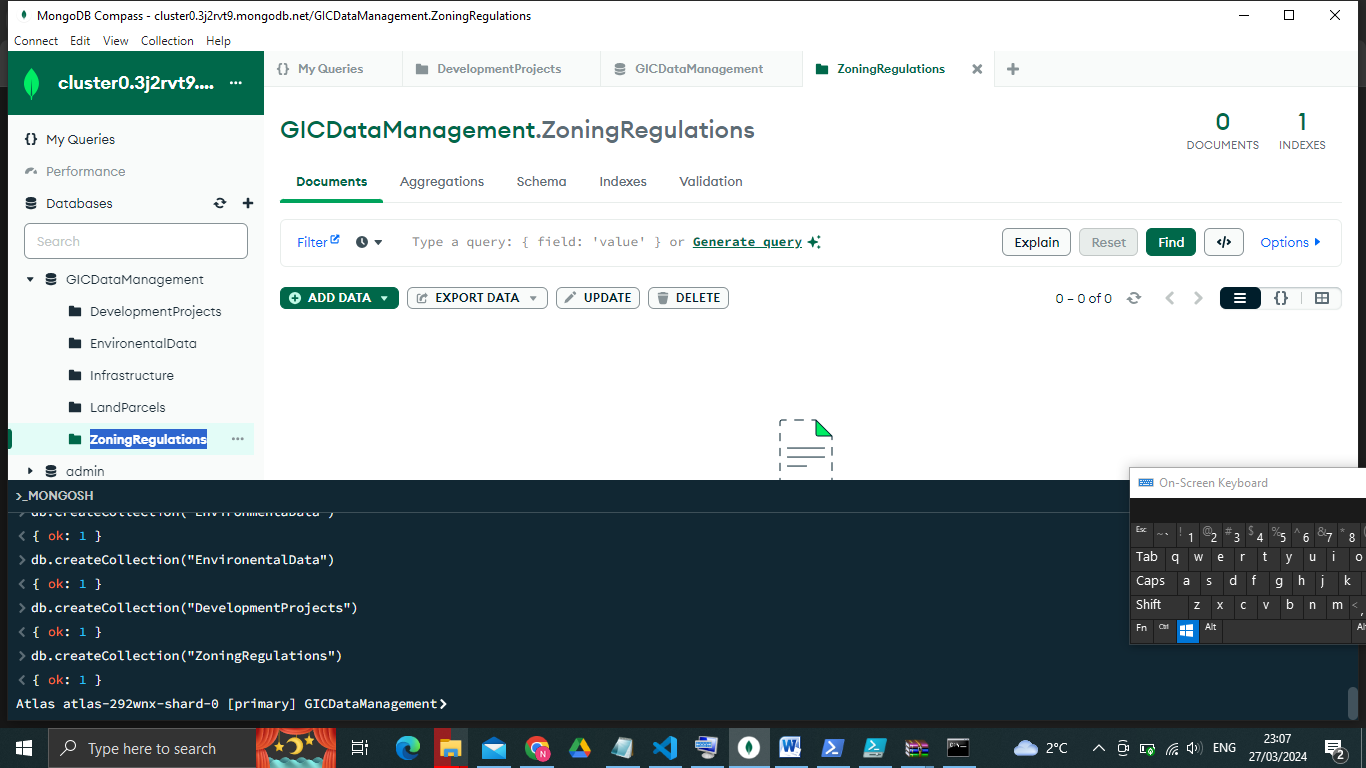 MongoDB Compass - cluster0.3j2rvt9.mongodb.net/GICDataManagement.ZoningRegulations
Connect Edit View Collection Help
cluster0.3j2rvt9.... ...
{} My Queries
Performance
Databases
Search
GICDataManagement
DevelopmentProjects
EnvironentalData
Infrastructure
LandParcels
ZoningRegulations ...
admin
{} My Queries DevelopmentProjects GICDataManagement ZoningRegulations
GICDataManagement.ZoningRegulations
0 DOCUMENTS
1 INDEXES
Documents Aggregations Schema Indexes Validation
Filter Type a query: { field: 'value' } or Generate query Explain Reset Find </> Options
ADD DATA EXPORT DATA UPDATE DELETE 0 – 0 of 0 {}
>_MONGOSH
db.createCollection("EnvironmentaData")
{ ok: 1 }
db.createCollection("EnvironentalData")
{ ok: 1 }
db.createCollection("DevelopmentProjects")
{ ok: 1 }
db.createCollection("ZoningRegulations")
{ ok: 1 }
Atlas atlas-292wnx-shard-0 [primary] GICDataManagement>
On-Screen Keyboard
Esc ~ ` ! 1 @ 2 # 3 $ 4 % 5 ^ 6 & 7 * 8 (
Tab q w e r t y u i o
Caps a s d f g h j k
Shift z x c v b n m < ,
Fn Ctrl Alt Alt
Type here to search
2°C ENG 23:07
27/03/2024 2